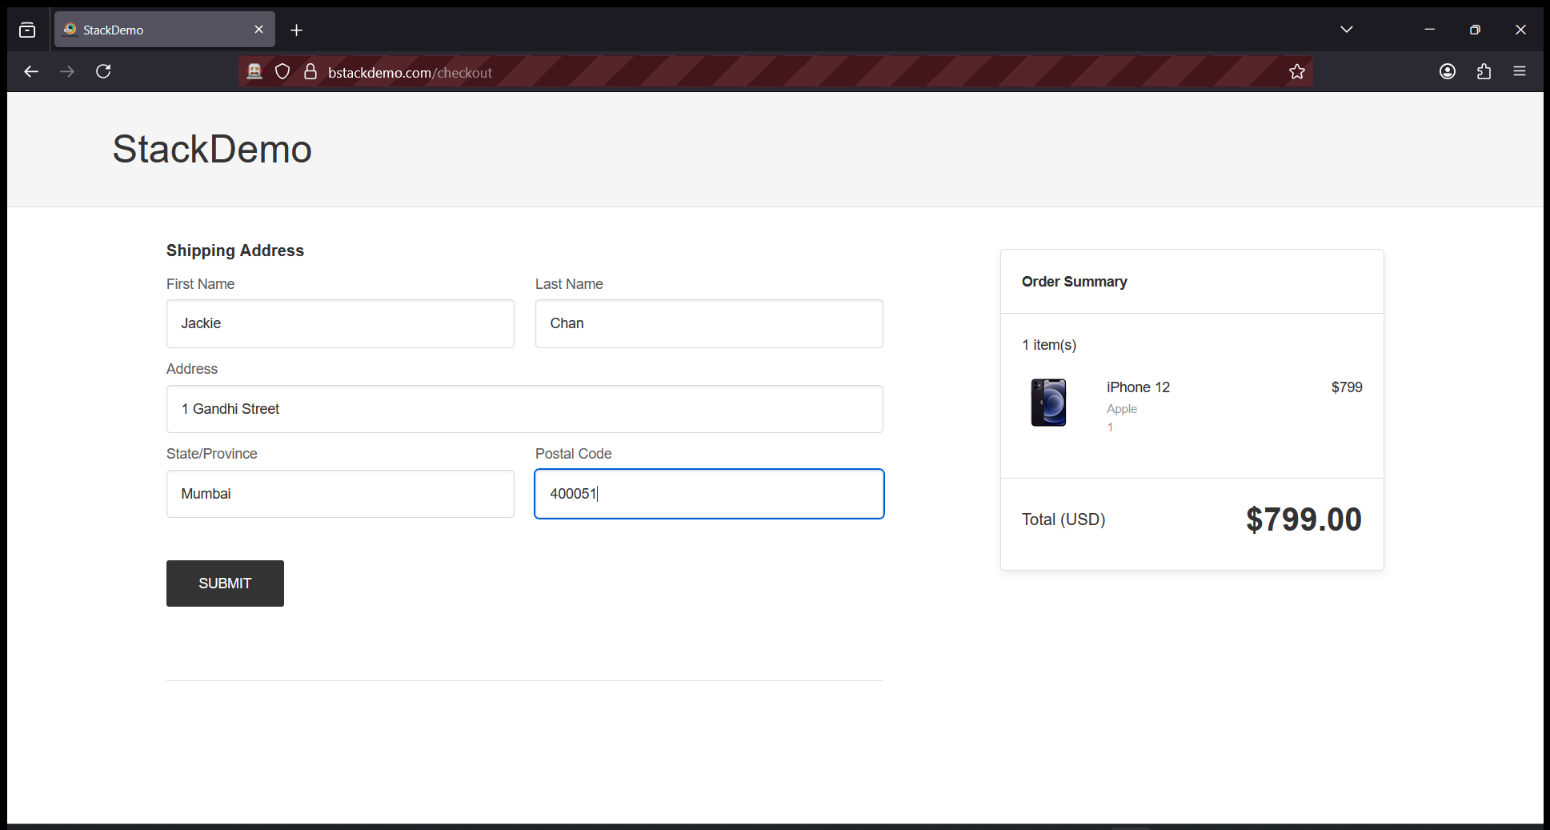 StackDemo
bstackdemo.com/checkout
StackDemo
Shipping Address
First Name
Last Name
Jackie
Chan
Address
1 Gandhi Street
State/Province
Postal Code
Mumbai
400051
SUBMIT
Order Summary
1 item(s)
iPhone 12
$799
Apple
1
Total (USD)
$799.00